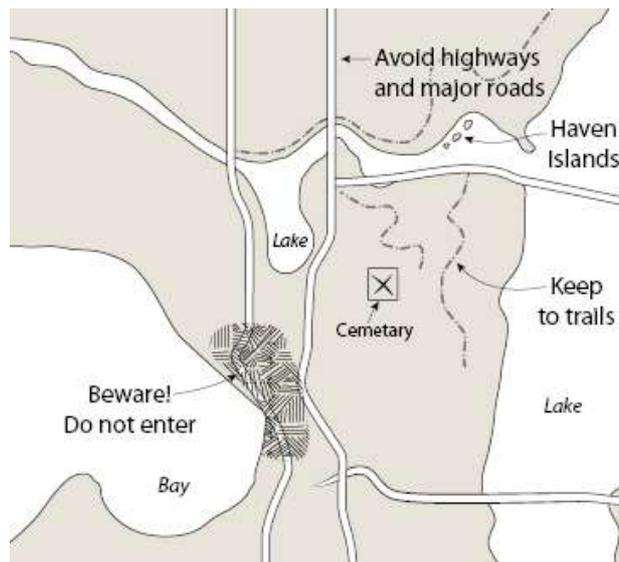 Avoid highways
and major roads
Haven
Islands
Lake
Keep
to trails
Cemetary
Beware!
Do not enter
Lake
Bay